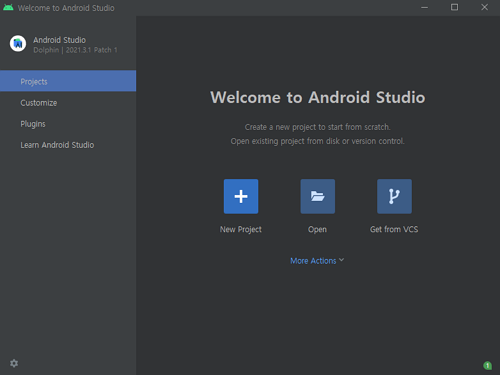 Welcome to Android Studio
Android Studio
Dolphin | 2021.3.1 Patch 1
Projects
Customize
Plugins
Learn Android Studio
Welcome to Android Studio
Create a new project to start from scratch.
Open existing project from disk or version control.
New Project
Open
Get from VCS
More Actions
1